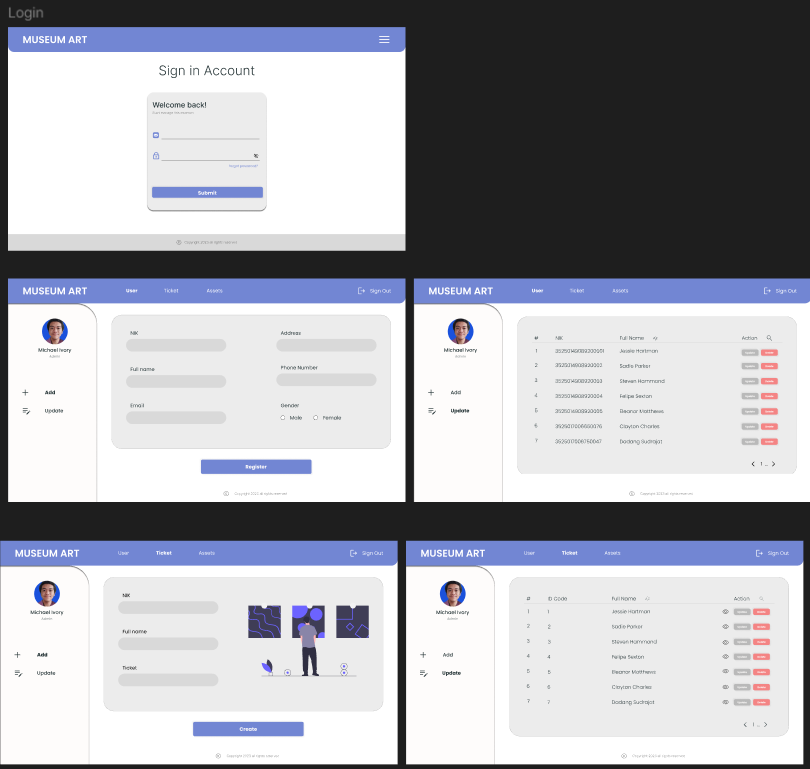 Login
MUSEUM ART
Sign in Account
Welcome back!
Forgot password?
Submit
Copyright 2023 all rights reserved
MUSEUM ART User Ticket Assets Sign Out
Michael Ivory
Admin
Add
Update
NIK Address
Full name Phone Number
Email Gender
Male Female
Register
Copyright 2023 all rights reserved
MUSEUM ART User Ticket Assets Sign Out
Michael Ivory
Admin
Add
Update
# NIK Full Name Action
1 Jessie Hartman Update Delete
2 Sadie Parker Update Delete
3 Steven Hammond Update Delete
4 Felipe Sexton Update Delete
5 Eleanor Matthews Update Delete
6 Clayton Charles Update Delete
7 Dadang Sudrajat Update Delete
1 ...
Copyright 2023 all rights reserved
MUSEUM ART User Ticket Assets Sign Out
Michael Ivory
Admin
Add
Update
NIK
Full name
Ticket
Create
Copyright 2023 all rights reserved
MUSEUM ART User Ticket Assets Sign Out
Michael Ivory
Admin
Add
Update
# ID Code Full Name Action
1 1 Jessie Hartman Update Delete
2 2 Sadie Parker Update Delete
3 3 Steven Hammond Update Delete
4 4 Felipe Sexton Update Delete
5 5 Eleanor Matthews Update Delete
6 6 Clayton Charles Update Delete
7 7 Dadang Sudrajat Update Delete
1 ...
Copyright 2023 all rights reserved